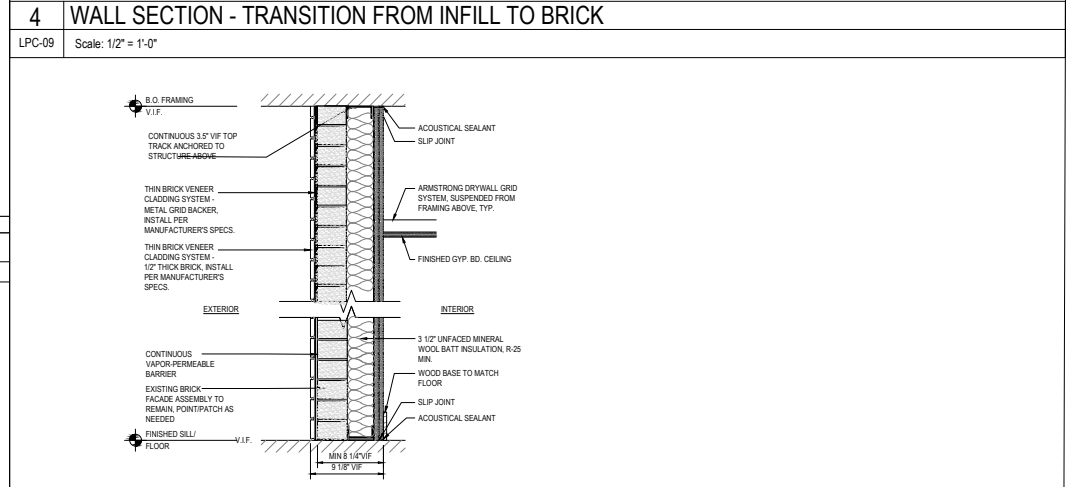 4 WALL SECTION - TRANSITION FROM INFILL TO BRICK
LPC-09 Scale: 1/2" = 1'-0"
B.O. FRAMING
V.I.F.
CONTINUOUS 3.5" VIF TOP
TRACK ANCHORED TO
STRUCTURE ABOVE
THIN BRICK VENEER
CLADDING SYSTEM -
METAL GRID BACKER,
INSTALL PER
MANUFACTURER'S SPECS.
THIN BRICK VENEER
CLADDING SYSTEM -
1/2" THICK BRICK, INSTALL
PER MANUFACTURER'S
SPECS.
EXTERIOR
CONTINUOUS
VAPOR-PERMEABLE
BARRIER
EXISTING BRICK
FACADE ASSEMBLY TO
REMAIN, POINT/PATCH AS
NEEDED
FINISHED SILL/
FLOOR
V.I.F.
ACOUSTICAL SEALANT
SLIP JOINT
ARMSTRONG DRYWALL GRID
SYSTEM, SUSPENDED FROM
FRAMING ABOVE, TYP.
FINISHED GYP. BD. CEILING
INTERIOR
3 1/2" UNFACED MINERAL
WOOL BATT INSULATION, R-25
MIN.
WOOD BASE TO MATCH
FLOOR
SLIP JOINT
ACOUSTICAL SEALANT
MIN 8 1/4"VIF
9 1/8" VIF